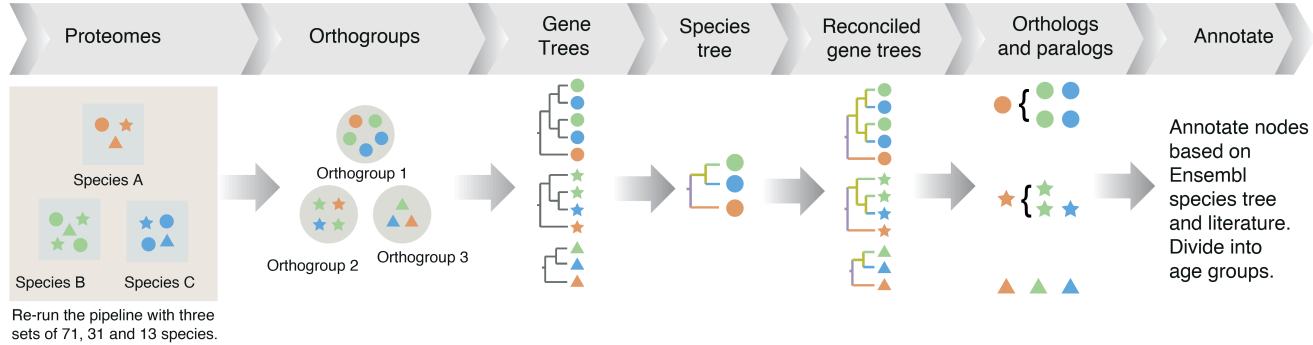 Proteomes
Orthogroups
Gene
Trees
Species
tree
Reconciled
gene trees
Orthologs
and paralogs
Annotate
Species A
Species B
Species C
Re-run the pipeline with three
sets of 71, 31 and 13 species.
Orthogroup 1
Orthogroup 2
Orthogroup 3
{
{
Annotate nodes
based on
Ensembl
species tree
and literature.
Divide into
age groups.